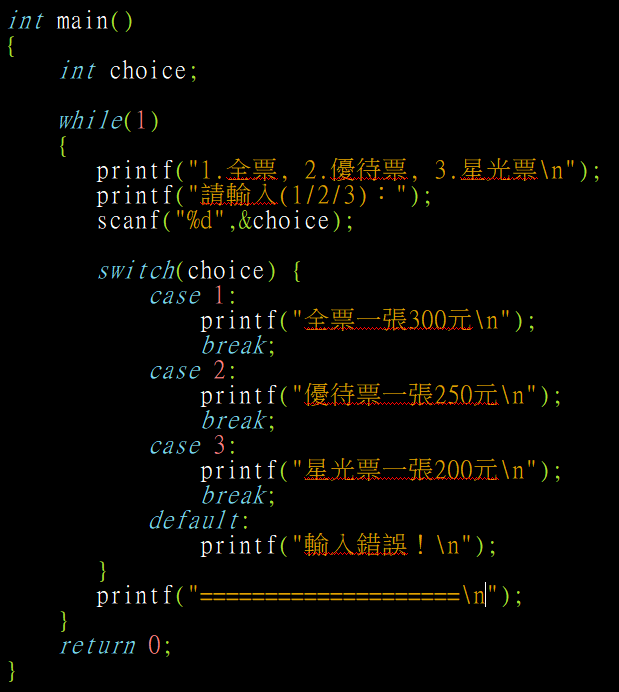 int main()
{
    int choice;

    while(1)
    {
       printf("1.全票, 2.優待票, 3.星光票\n");
       printf("請輸入(1/2/3)：");
       scanf("%d",&choice);

       switch(choice) {
           case 1:
               printf("全票一張300元\n");
               break;
           case 2:
               printf("優待票一張250元\n");
               break;
           case 3:
               printf("星光票一張200元\n");
               break;
           default:
               printf("輸入錯誤！\n");
       }
       printf("====================\n");
    }
    return 0;
}